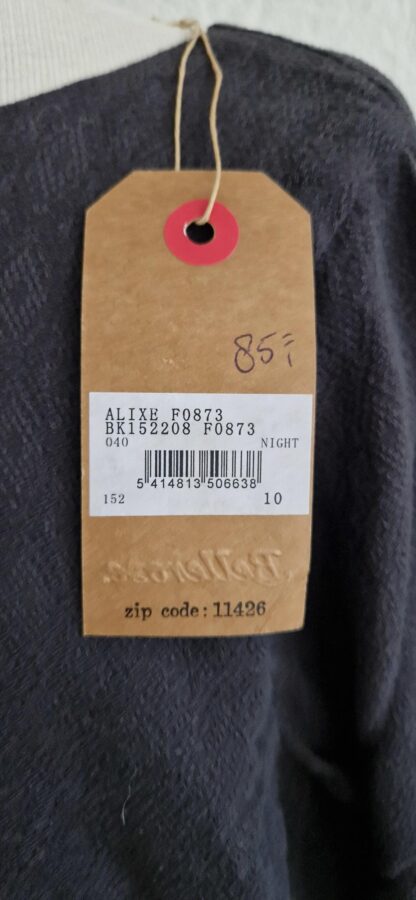 85,-
ALIXE F0873
BK152208 F0873
040 NIGHT
5 414813 506638
152 10
Bellerose.
zip code: 11426